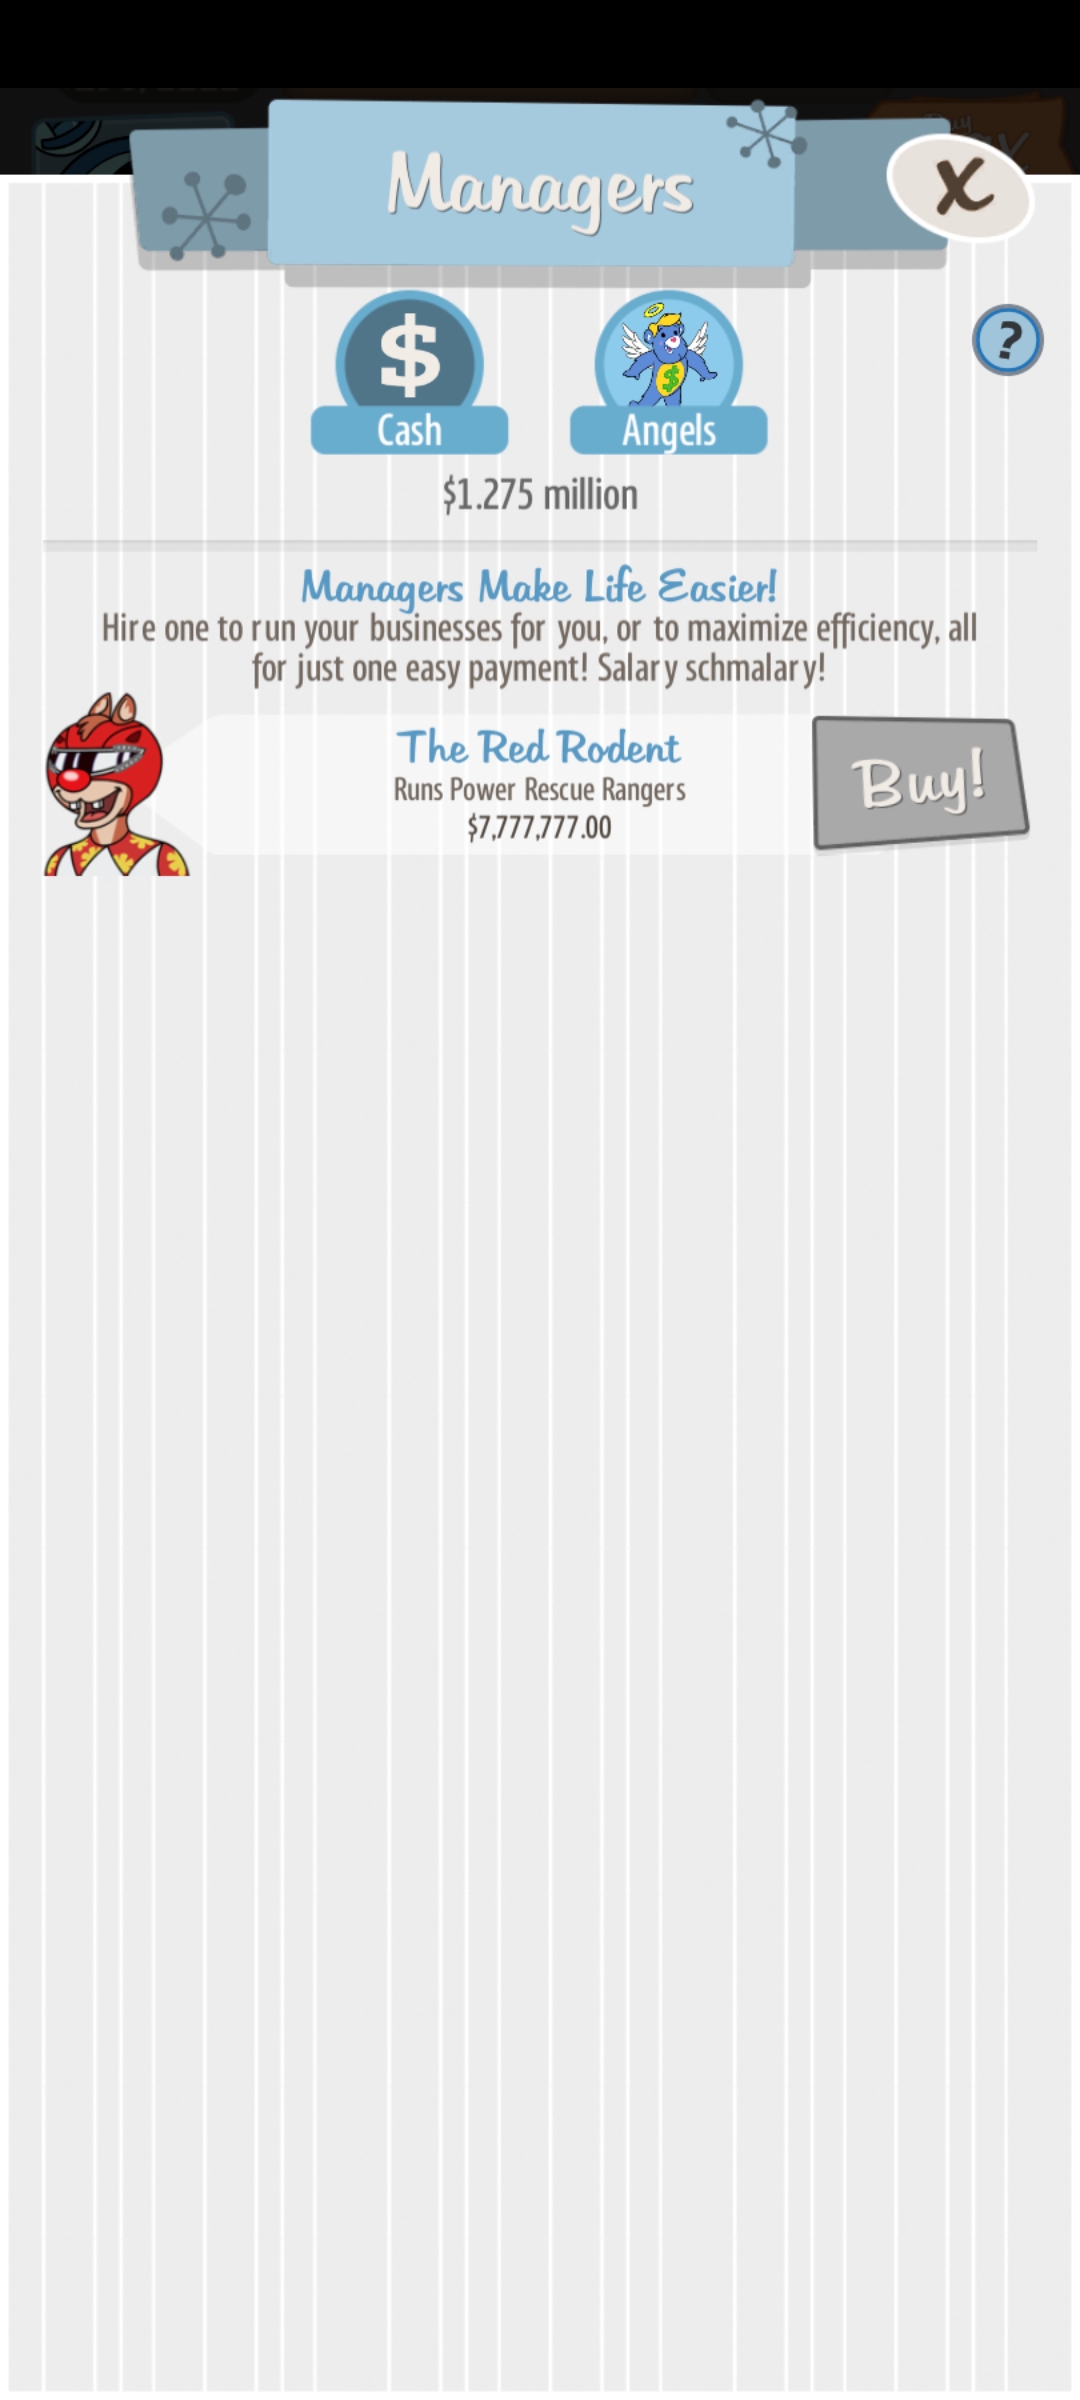 Managers
X
$
?
$
Cash
Angels
$1.275 million
Managers Make Life Easier!
Hire one to run your businesses for you, or to maximize efficiency, all
for just one easy payment! Salary schmalary!
The Red Rodent
Runs Power Rescue Rangers
$7,777,777.00
Buy!